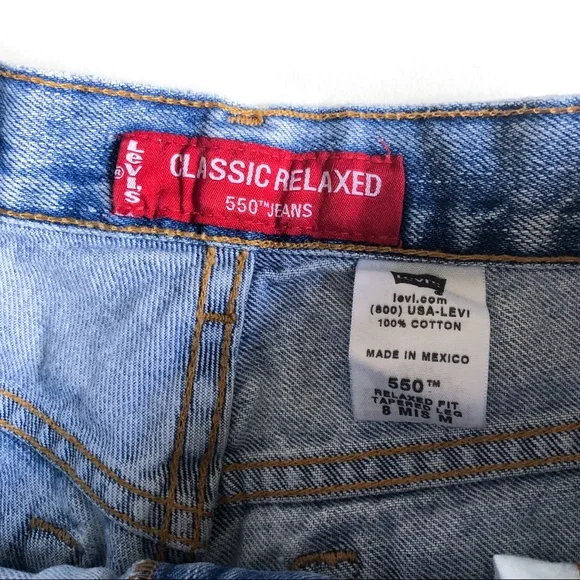 LEVI'S ®
CLASSIC RELAXED
550™ JEANS
LEVI'S
levi.com
(800) USA-LEVI
100% COTTON
MADE IN MEXICO
550™
RELAXED FIT
TAPERED LEG
8 MIS M